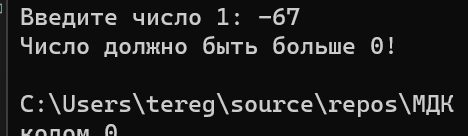 Введите число 1: -67
Число должно быть больше 0!
C:\Users\tereg\source\repos\МДК
кодом 0